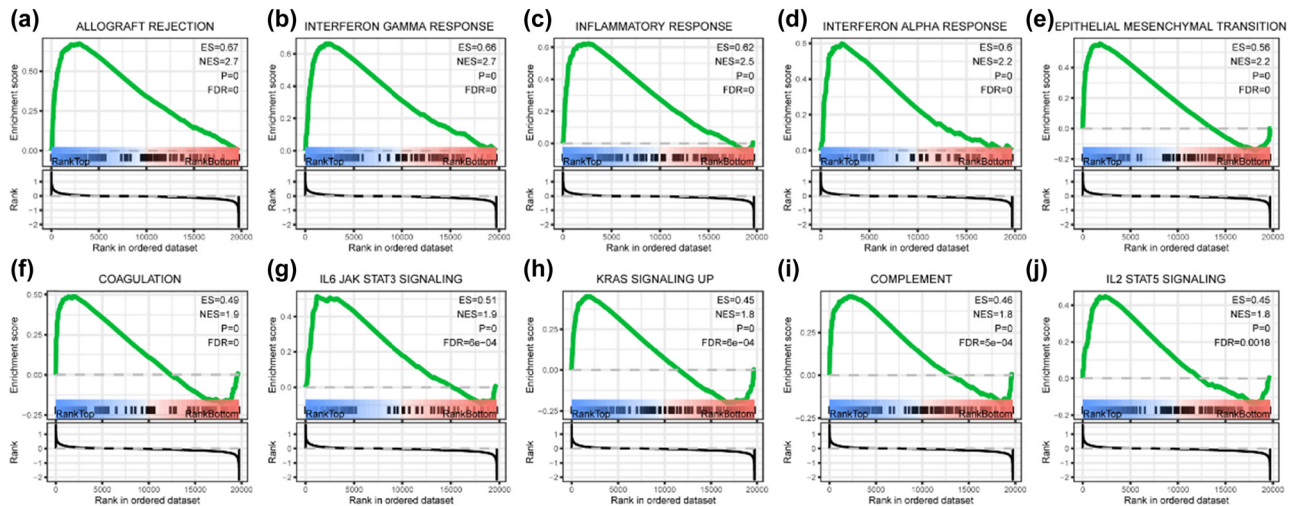 (a)
ALLOGRAFT REJECTION
ES=0.67
NES=2.7
P=0
FDR=0
Enrichment score
0.50
0.25
0.00
RankTop RankBottom
Rank
1
0
−1
−2
0 5000 10000 15000 20000
Rank in ordered dataset
(b)
INTERFERON GAMMA RESPONSE
ES=0.66
NES=2.7
P=0
FDR=0
Enrichment score
0.6
0.4
0.2
0.0
RankTop RankBottom
Rank
1
0
−1
−2
0 5000 10000 15000 20000
Rank in ordered dataset
(c)
INFLAMMATORY RESPONSE
ES=0.62
NES=2.5
P=0
FDR=0
Enrichment score
0.6
0.4
0.2
0.0
RankTop RankBottom
Rank
1
0
−1
−2
0 5000 10000 15000 20000
Rank in ordered dataset
(d)
INTERFERON ALPHA RESPONSE
ES=0.6
NES=2.2
P=0
FDR=0
Enrichment score
0.6
0.4
0.2
0.0
RankTop RankBottom
Rank
1
0
−1
−2
0 5000 10000 15000 20000
Rank in ordered dataset
(e)
EPITHELIAL MESENCHYMAL TRANSITION
ES=0.56
NES=2.2
P=0
FDR=0
Enrichment score
0.4
0.2
0.0
−0.2
RankTop RankBottom
Rank
1
0
−1
−2
0 5000 10000 15000 20000
Rank in ordered dataset
(f)
COAGULATION
ES=0.49
NES=1.9
P=0
FDR=0
Enrichment score
0.50
0.25
0.00
−0.25
RankTop RankBottom
Rank
1
0
−1
−2
0 5000 10000 15000 20000
Rank in ordered dataset
(g)
IL6 JAK STAT3 SIGNALING
ES=0.51
NES=1.9
P=0
FDR=6e−04
Enrichment score
0.4
0.2
0.0
RankTop RankBottom
Rank
1
0
−1
−2
0 5000 10000 15000 20000
Rank in ordered dataset
(h)
KRAS SIGNALING UP
ES=0.45
NES=1.8
P=0
FDR=6e−04
Enrichment score
0.25
0.00
−0.25
RankTop RankBottom
Rank
1
0
−1
−2
0 5000 10000 15000 20000
Rank in ordered dataset
(i)
COMPLEMENT
ES=0.46
NES=1.8
P=0
FDR=5e−04
Enrichment score
0.25
0.00
−0.25
RankTop RankBottom
Rank
1
0
−1
−2
0 5000 10000 15000 20000
Rank in ordered dataset
(j)
IL2 STAT5 SIGNALING
ES=0.45
NES=1.8
P=0
FDR=0.0018
Enrichment score
0.4
0.2
0.0
−0.2
RankTop RankBottom
Rank
1
0
−1
−2
0 5000 10000 15000 20000
Rank in ordered dataset